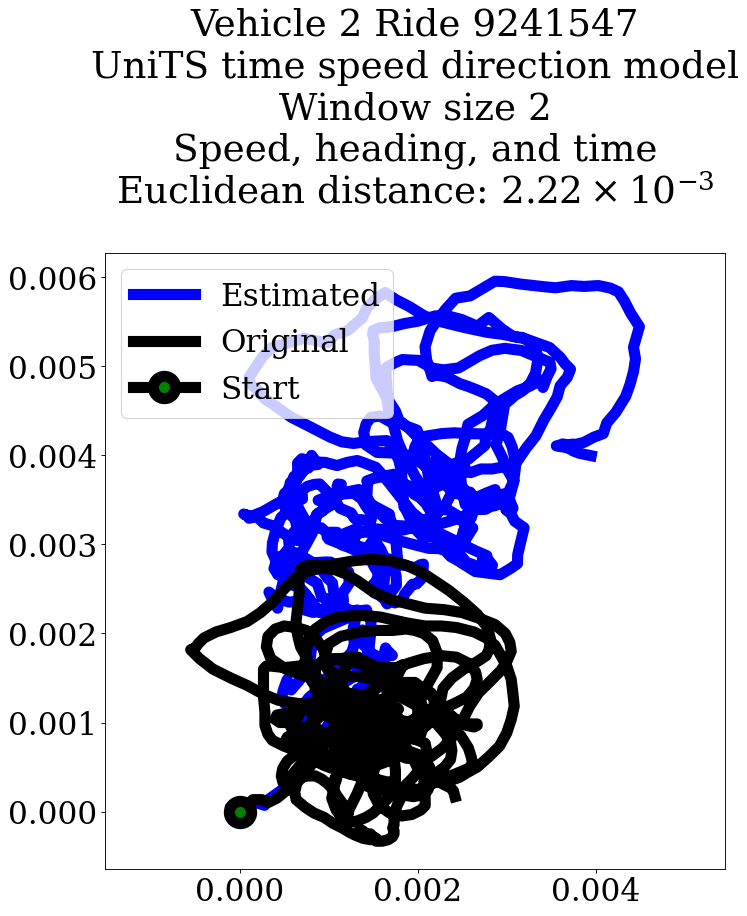 Vehicle 2 Ride 9241547
UniTS time speed direction model
Window size 2
Speed, heading, and time
Euclidean distance: 2.22 × 10⁻³
Estimated
Original
Start
0.006
0.005
0.004
0.003
0.002
0.001
0.000
0.000 0.002 0.004